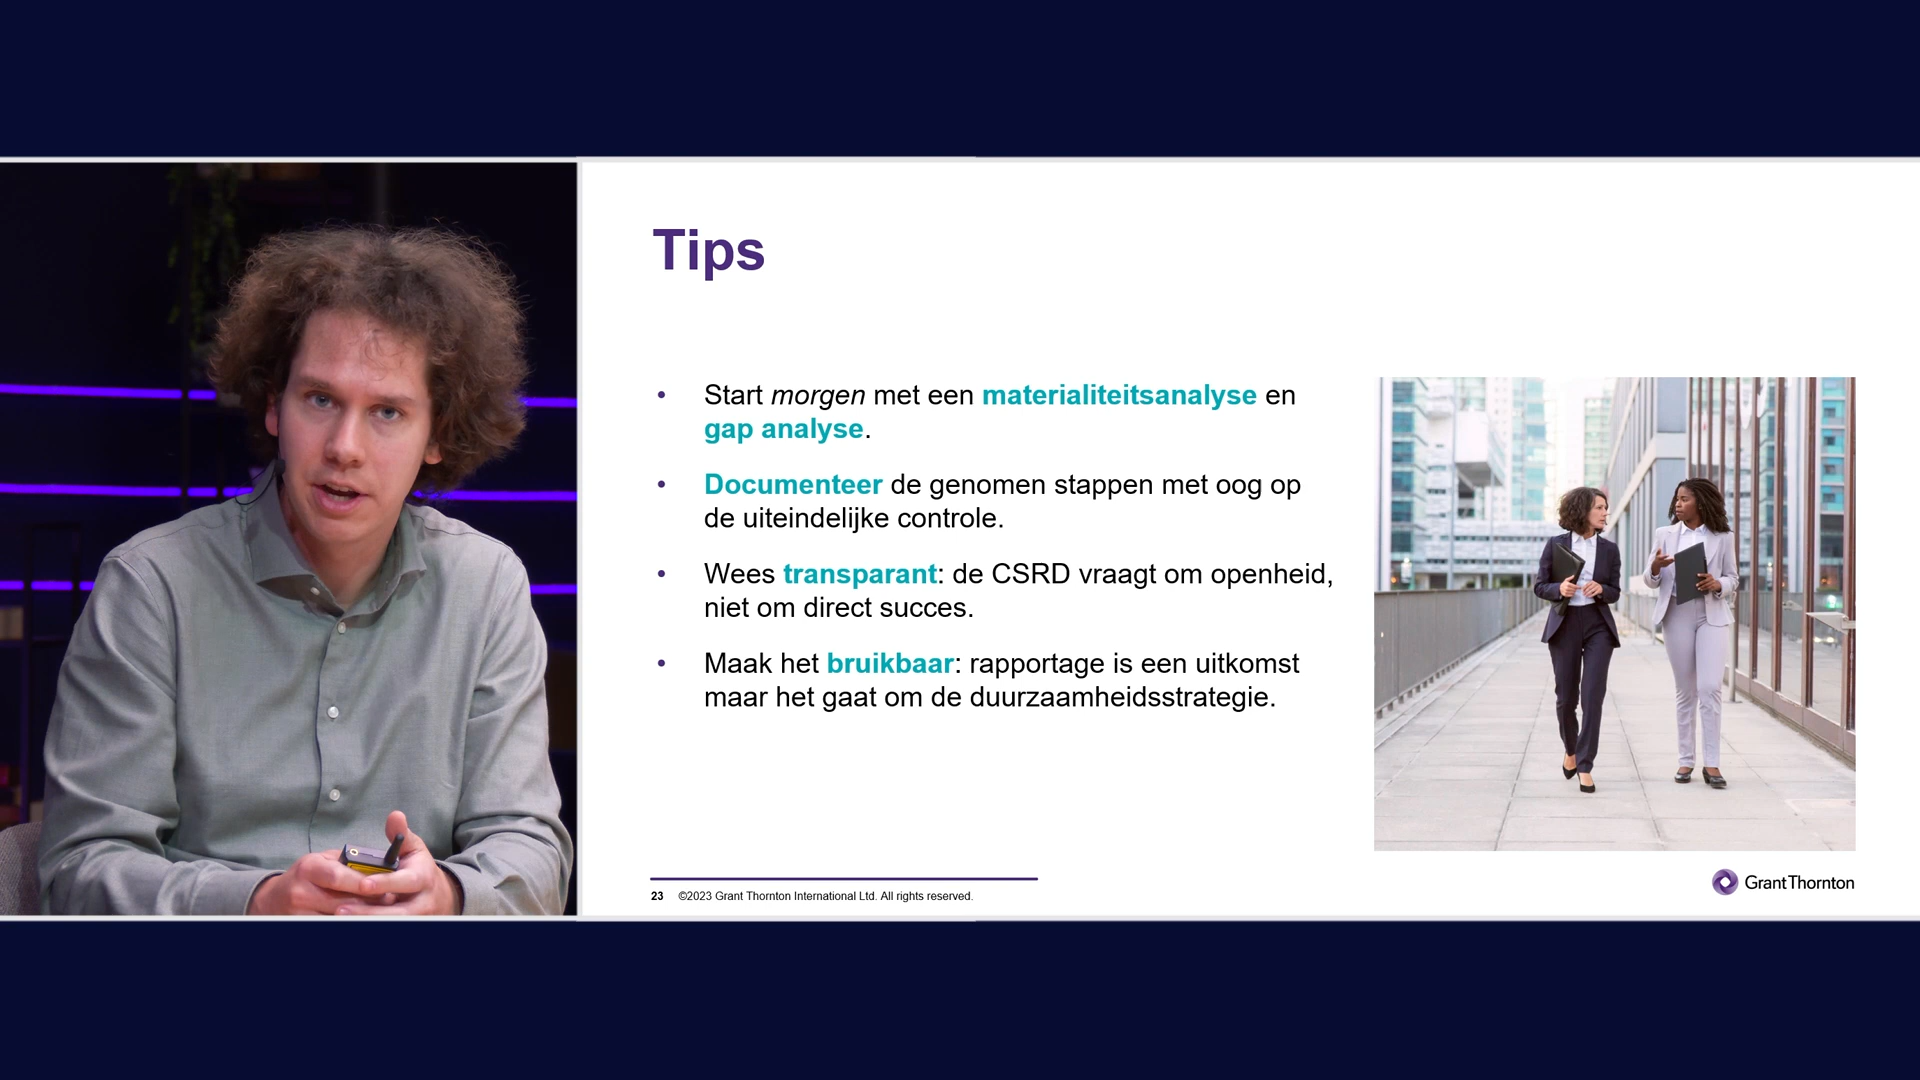 Tips
• Start morgen met een materialiteitsanalyse en
gap analyse.
• Documenteer de genomen stappen met oog op
de uiteindelijke controle.
• Wees transparant: de CSRD vraagt om openheid,
niet om direct succes.
• Maak het bruikbaar: rapportage is een uitkomst
maar het gaat om de duurzaamheidsstrategie.
23 ©2023 Grant Thornton International Ltd. All rights reserved.
GrantThornton